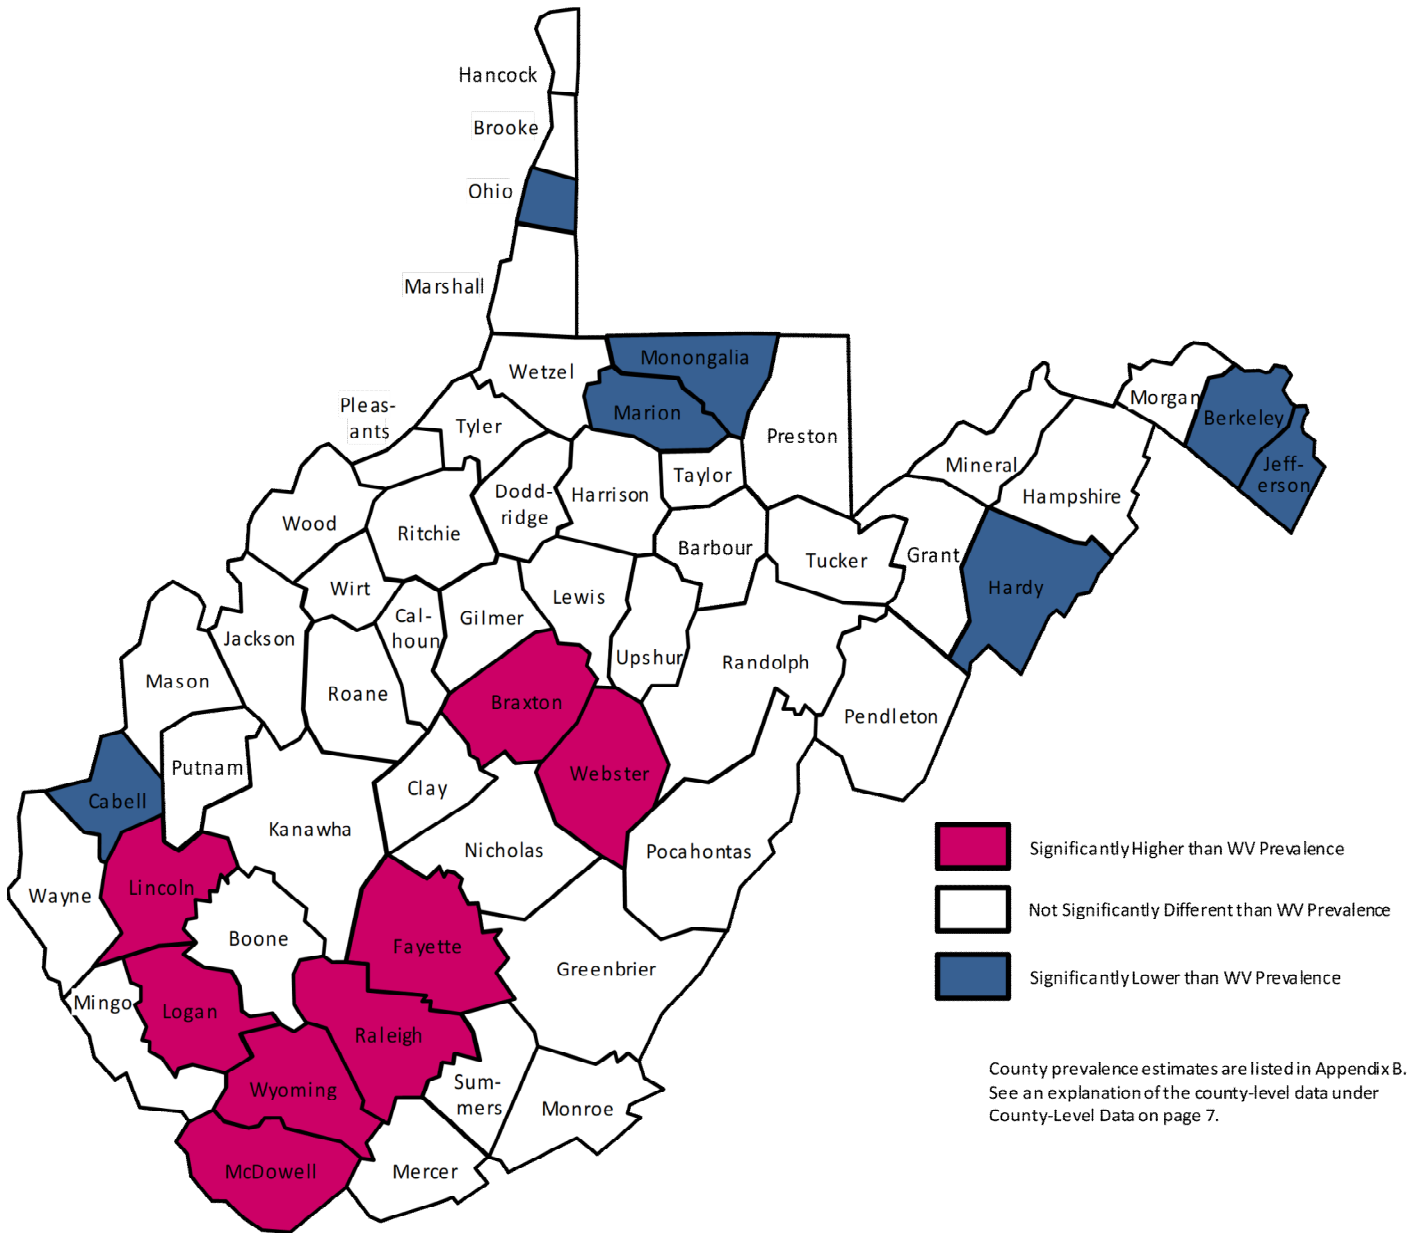 Hancock
Brooke
Ohio
Marshall
Wetzel
Monongalia
Marion
Preston
Pleas-
ants
Tyler
Morgan
Berkeley
Jeff-
erson
Mineral
Hampshire
Taylor
Dodd-
ridge
Harrison
Wood
Ritchie
Barbour
Tucker
Grant
Hardy
Wirt
Cal-
houn
Gilmer
Lewis
Jackson
Upshur
Randolph
Mason
Roane
Braxton
Pendleton
Putnam
Webster
Clay
Cabell
Kanawha
Nicholas
Pocahontas
Wayne
Lincoln
Boone
Fayette
Greenbrier
Mingo
Logan
Raleigh
Wyoming
Sum-
mers
Monroe
McDowell
Mercer
Significantly Higher than WV Prevalence
Not Significantly Different than WV Prevalence
Significantly Lower than WV Prevalence
County prevalence estimates are listed in Appendix B.
See an explanation of the county-level data under
County-Level Data on page 7.